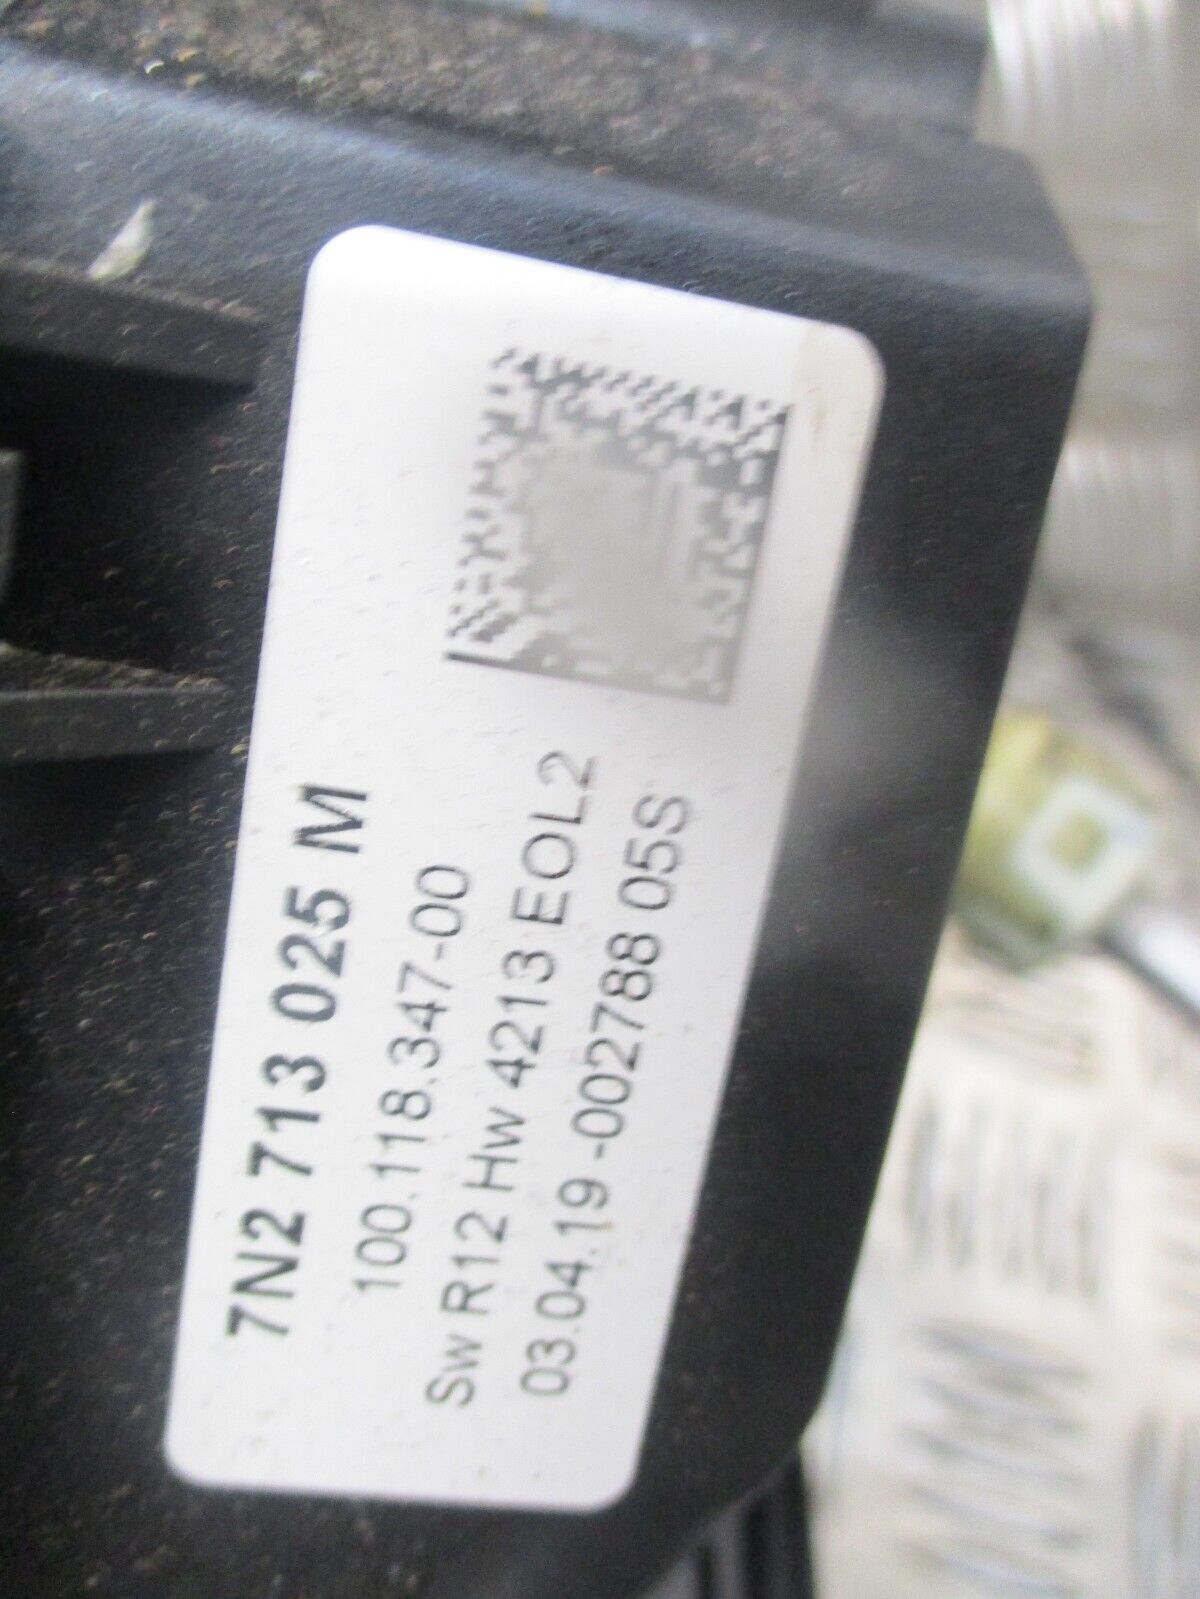 7N2 713 025 M
100.118.347-00
Sw R12 Hw 4213 EOL2
03.04.19 -002788 05S